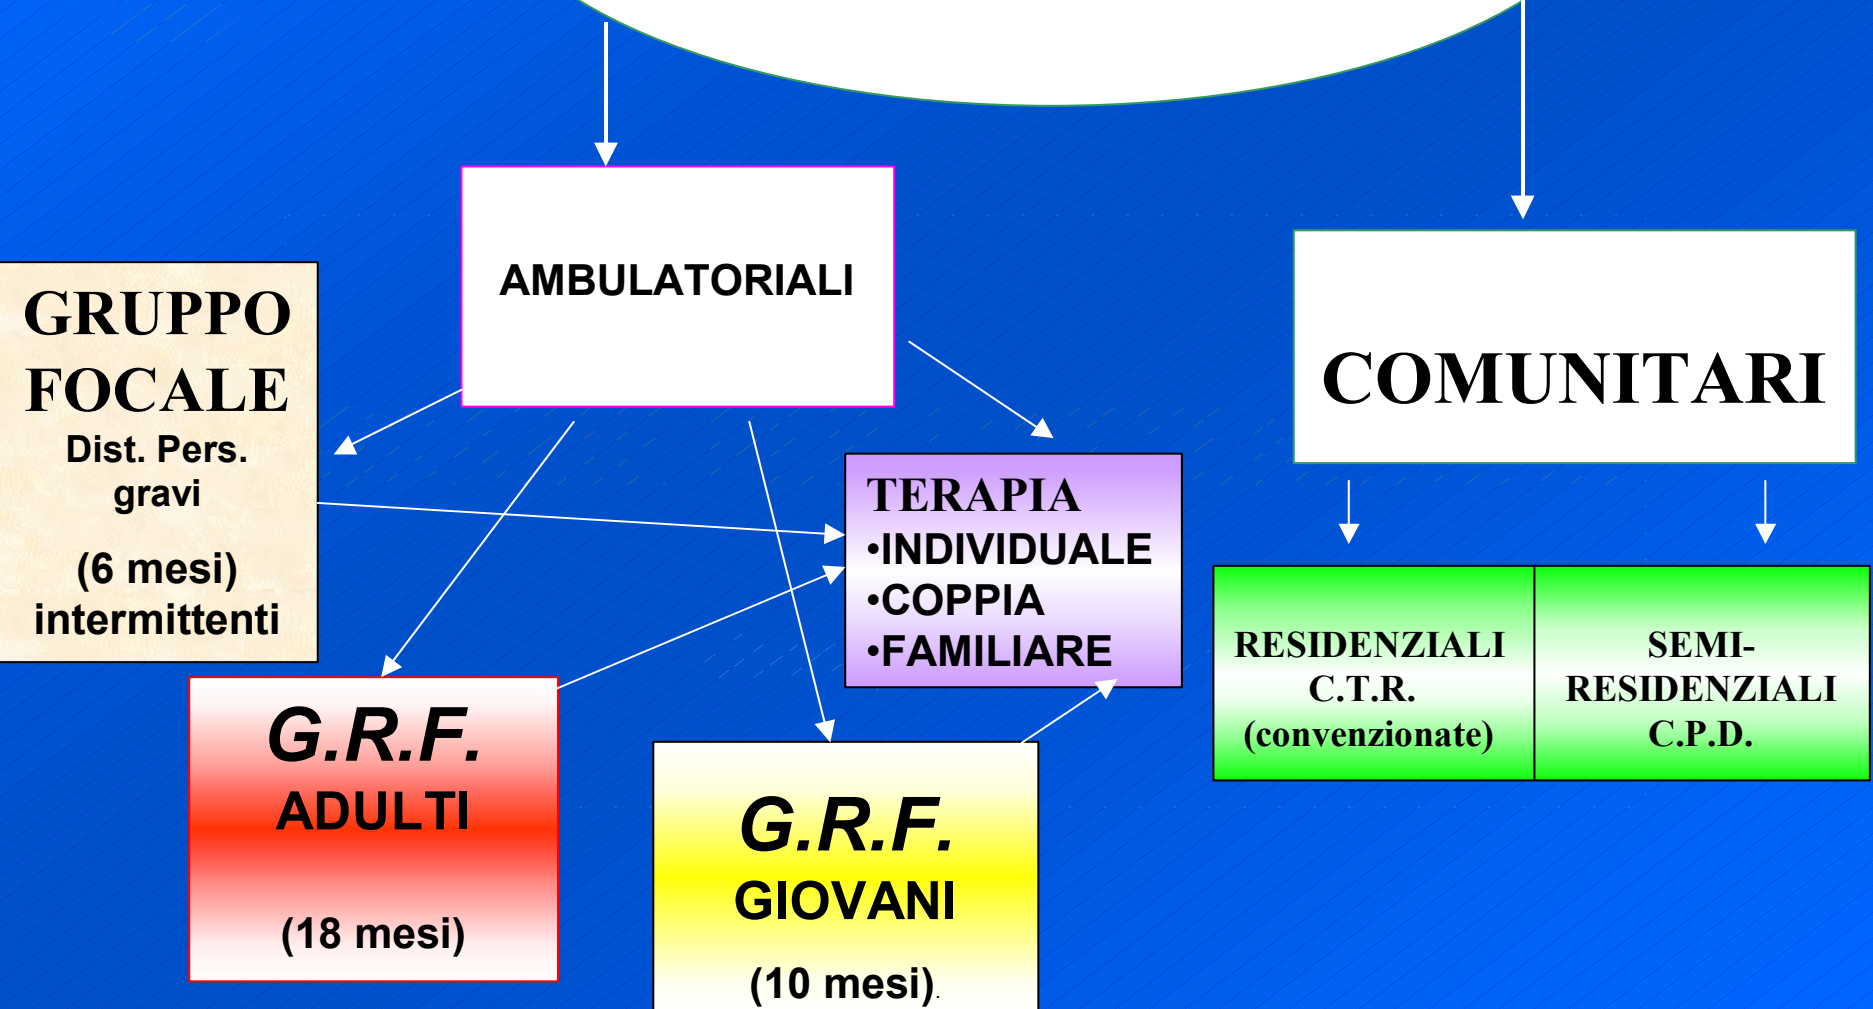 AMBULATORIALI
GRUPPO
FOCALE
Dist. Pers.
gravi
(6 mesi)
intermittenti
COMUNITARI
TERAPIA
•INDIVIDUALE
•COPPIA
•FAMILIARE
RESIDENZIALI
C.T.R.
(convenzionate)
SEMI-
RESIDENZIALI
C.P.D.
G.R.F.
ADULTI
(18 mesi)
G.R.F.
GIOVANI
(10 mesi).